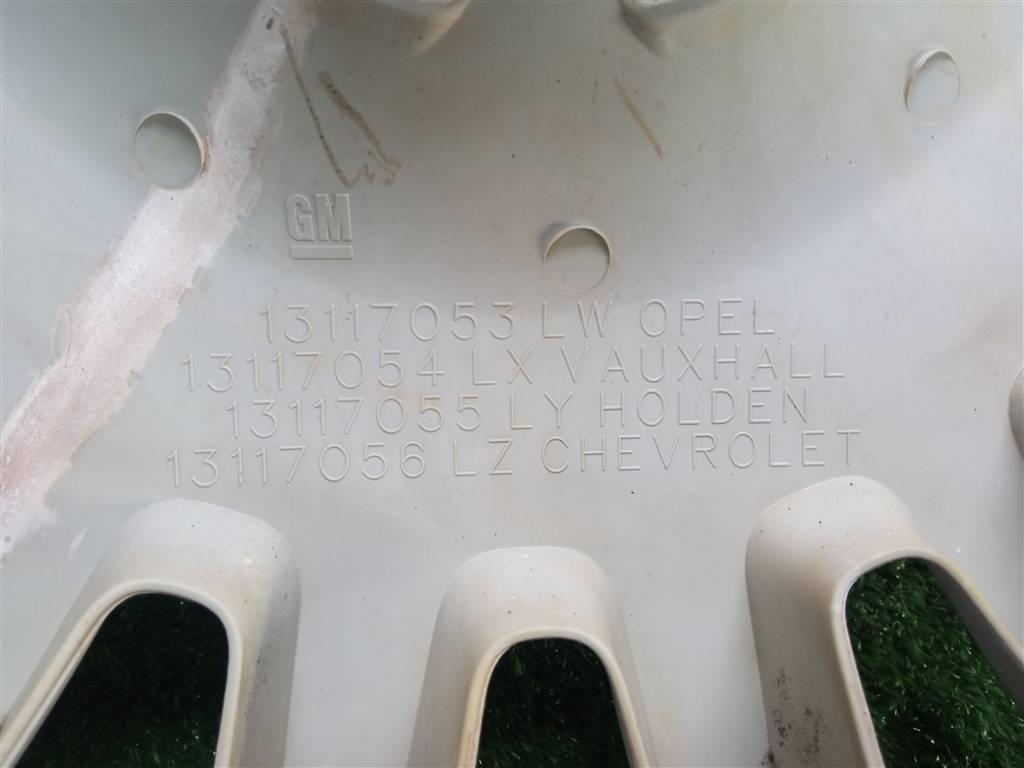 GM
13117053 LW OPEL
13117054 LX VAUXHALL
13117055 LY HOLDEN
13117056 LZ CHEVROLET